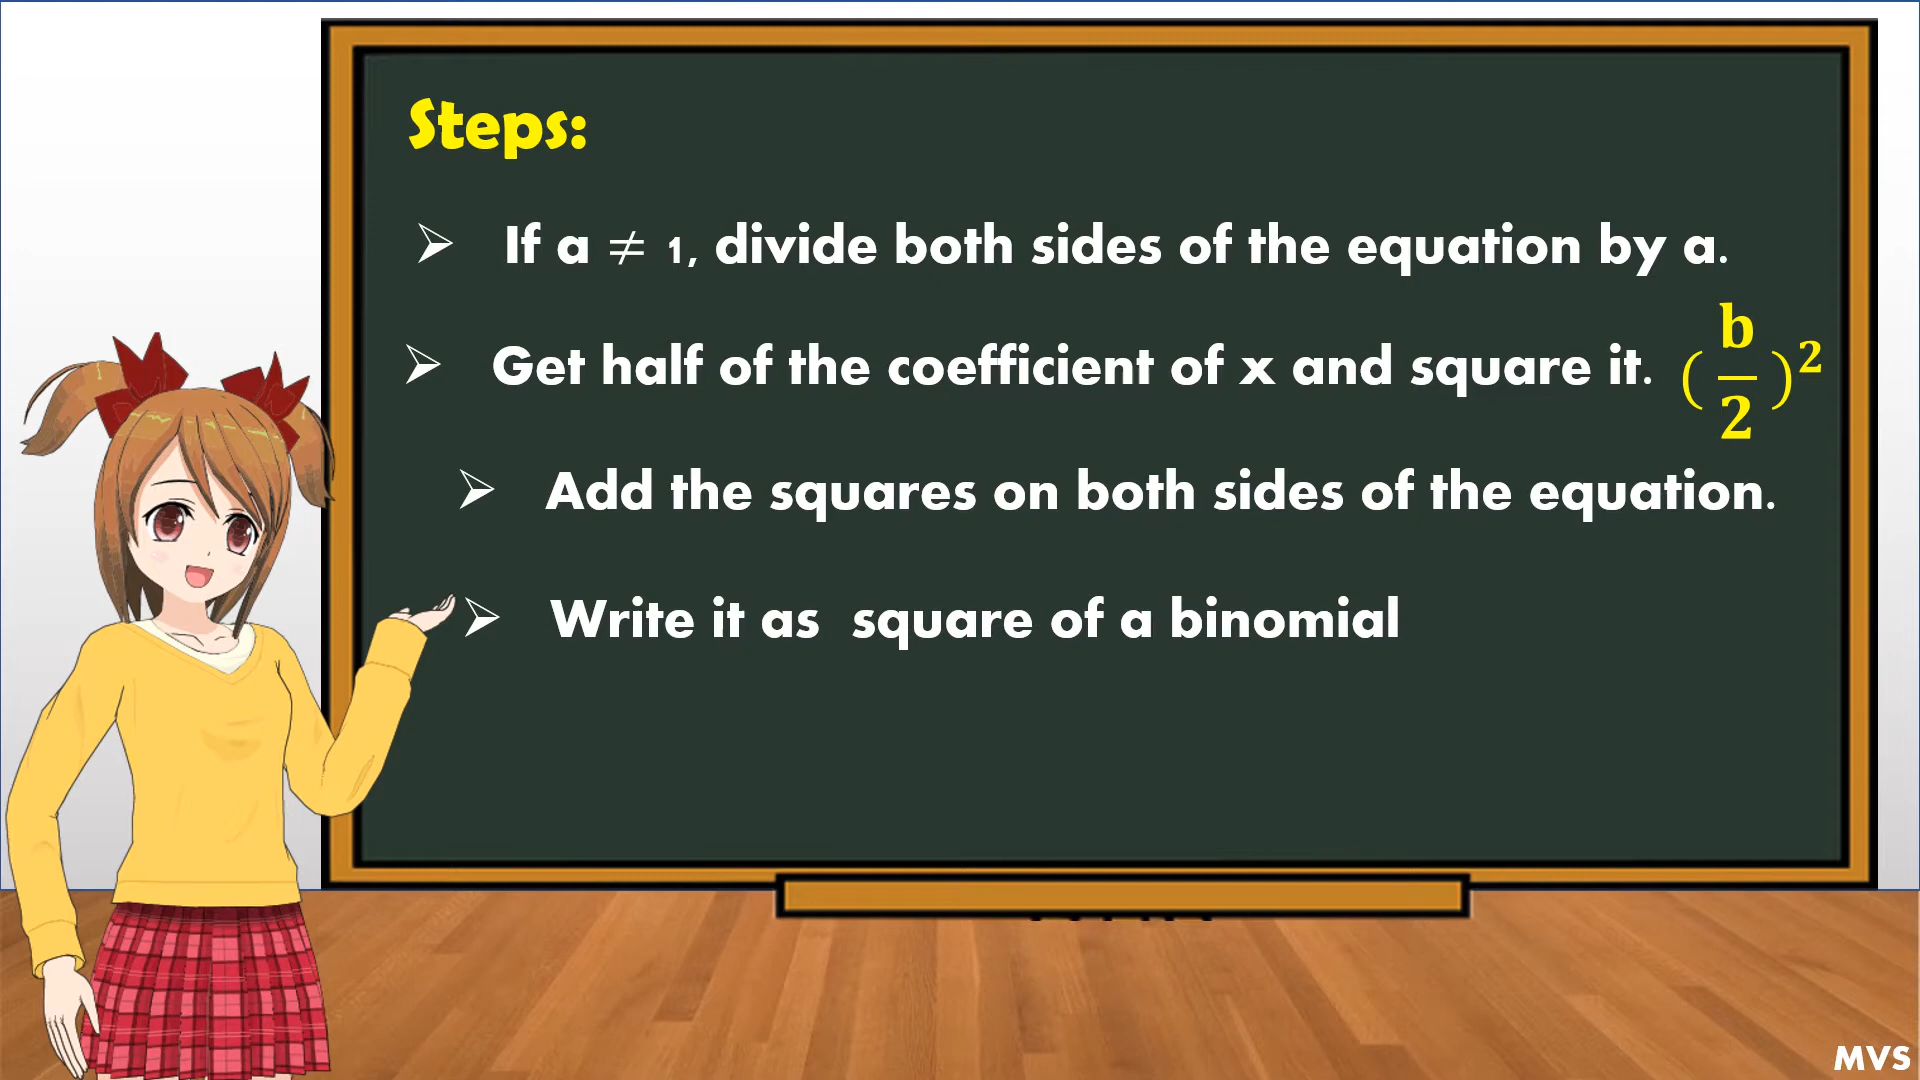 Steps:
➢ If a ≠ 1, divide both sides of the equation by a.
➢ Get half of the coefficient of x and square it. (b/2)²
➢ Add the squares on both sides of the equation.
➢ Write it as square of a binomial
MVS